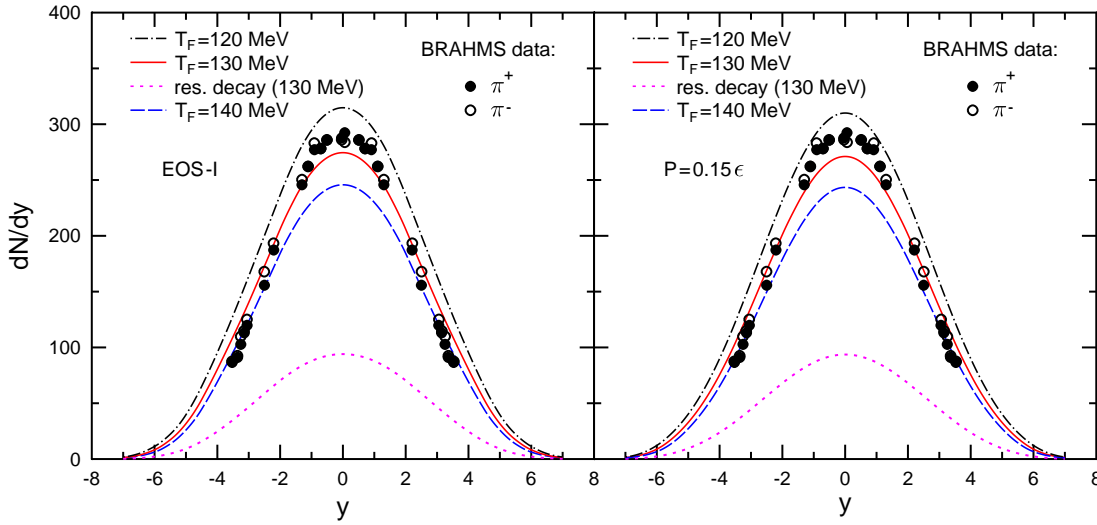 400
300
200
100
0
dN/dy
T_F=120 MeV
T_F=130 MeV
res. decay (130 MeV)
T_F=140 MeV
BRAHMS data:
π⁺
π⁻
EOS-I
-8 -6 -4 -2 0 2 4 6
y
T_F=120 MeV
T_F=130 MeV
res. decay (130 MeV)
T_F=140 MeV
BRAHMS data:
π⁺
π⁻
P=0.15ϵ
-8 -6 -4 -2 0 2 4 6 8
y